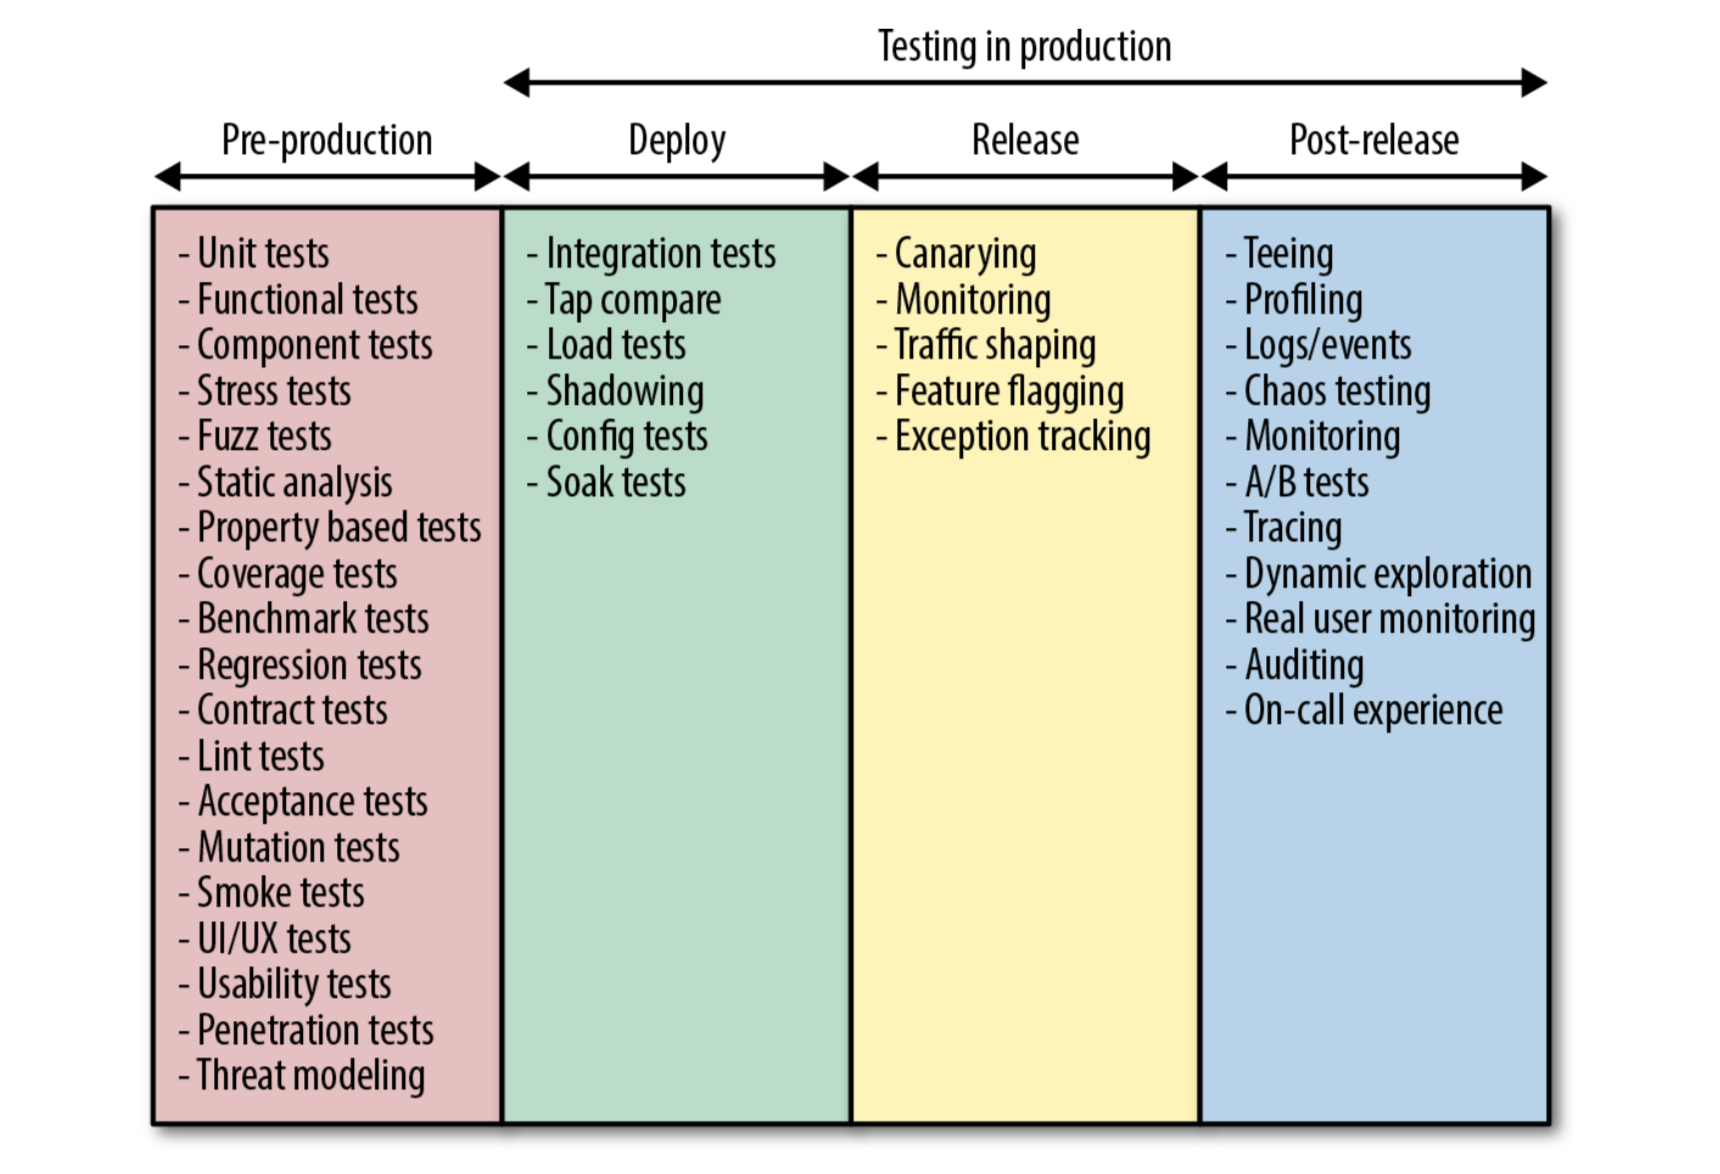 Testing in production
Pre-production
Deploy
Release
Post-release
- Unit tests
- Functional tests
- Component tests
- Stress tests
- Fuzz tests
- Static analysis
- Property based tests
- Coverage tests
- Benchmark tests
- Regression tests
- Contract tests
- Lint tests
- Acceptance tests
- Mutation tests
- Smoke tests
- UI/UX tests
- Usability tests
- Penetration tests
- Threat modeling
- Integration tests
- Tap compare
- Load tests
- Shadowing
- Config tests
- Soak tests
- Canarying
- Monitoring
- Traffic shaping
- Feature flagging
- Exception tracking
- Teeing
- Profiling
- Logs/events
- Chaos testing
- Monitoring
- A/B tests
- Tracing
- Dynamic exploration
- Real user monitoring
- Auditing
- On-call experience